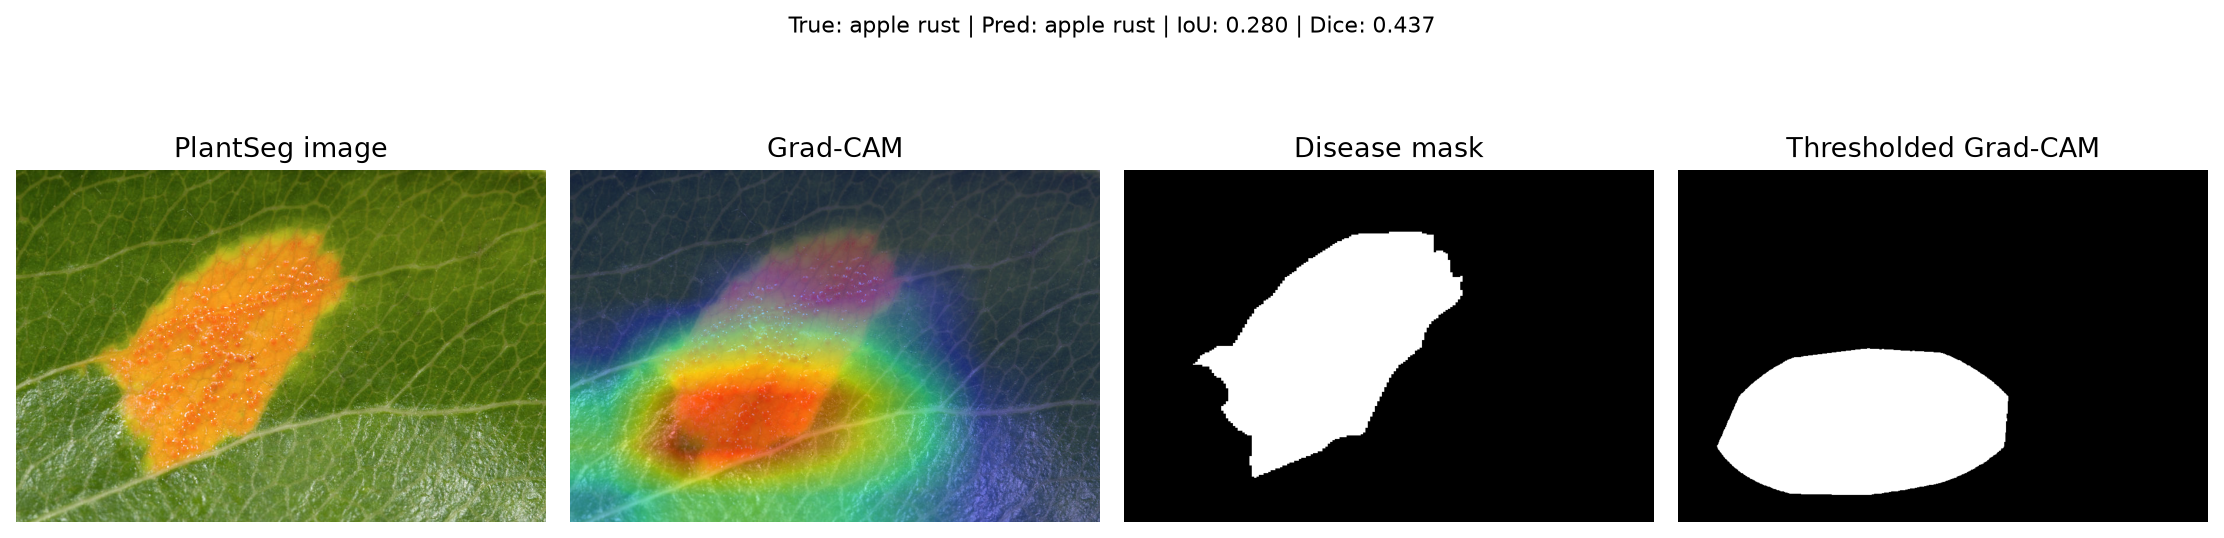 True: apple rust | Pred: apple rust | IoU: 0.280 | Dice: 0.437
PlantSeg image
Grad-CAM
Disease mask
Thresholded Grad-CAM